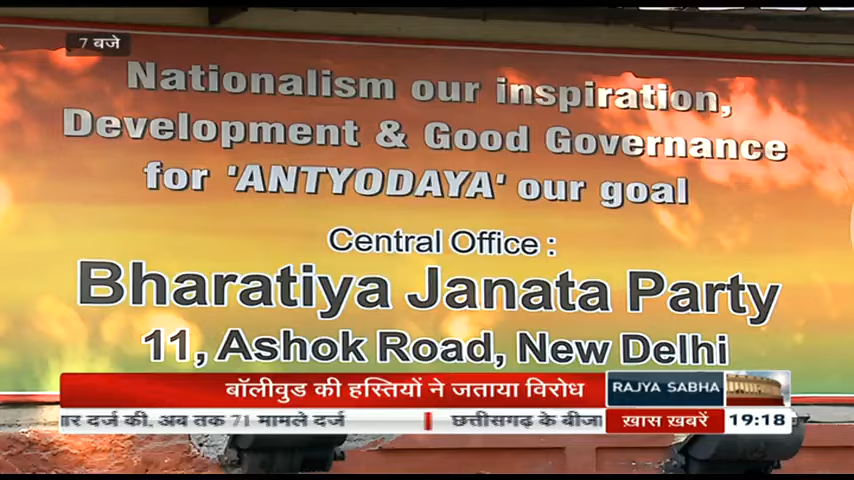 7 बजे
Nationalism our inspiration,
Development & Good Governance
for 'ANTYODAYA' our goal
Central Office :
Bharatiya Janata Party
11, Ashok Road, New Delhi
बॉलीवुड की हस्तियों ने जताया विरोध
RAJYA SABHA
दर्ज की. अब तक 71 मामले दर्ज
छत्तीसगढ़ के बीजा
ख़ास ख़बरें
19:18